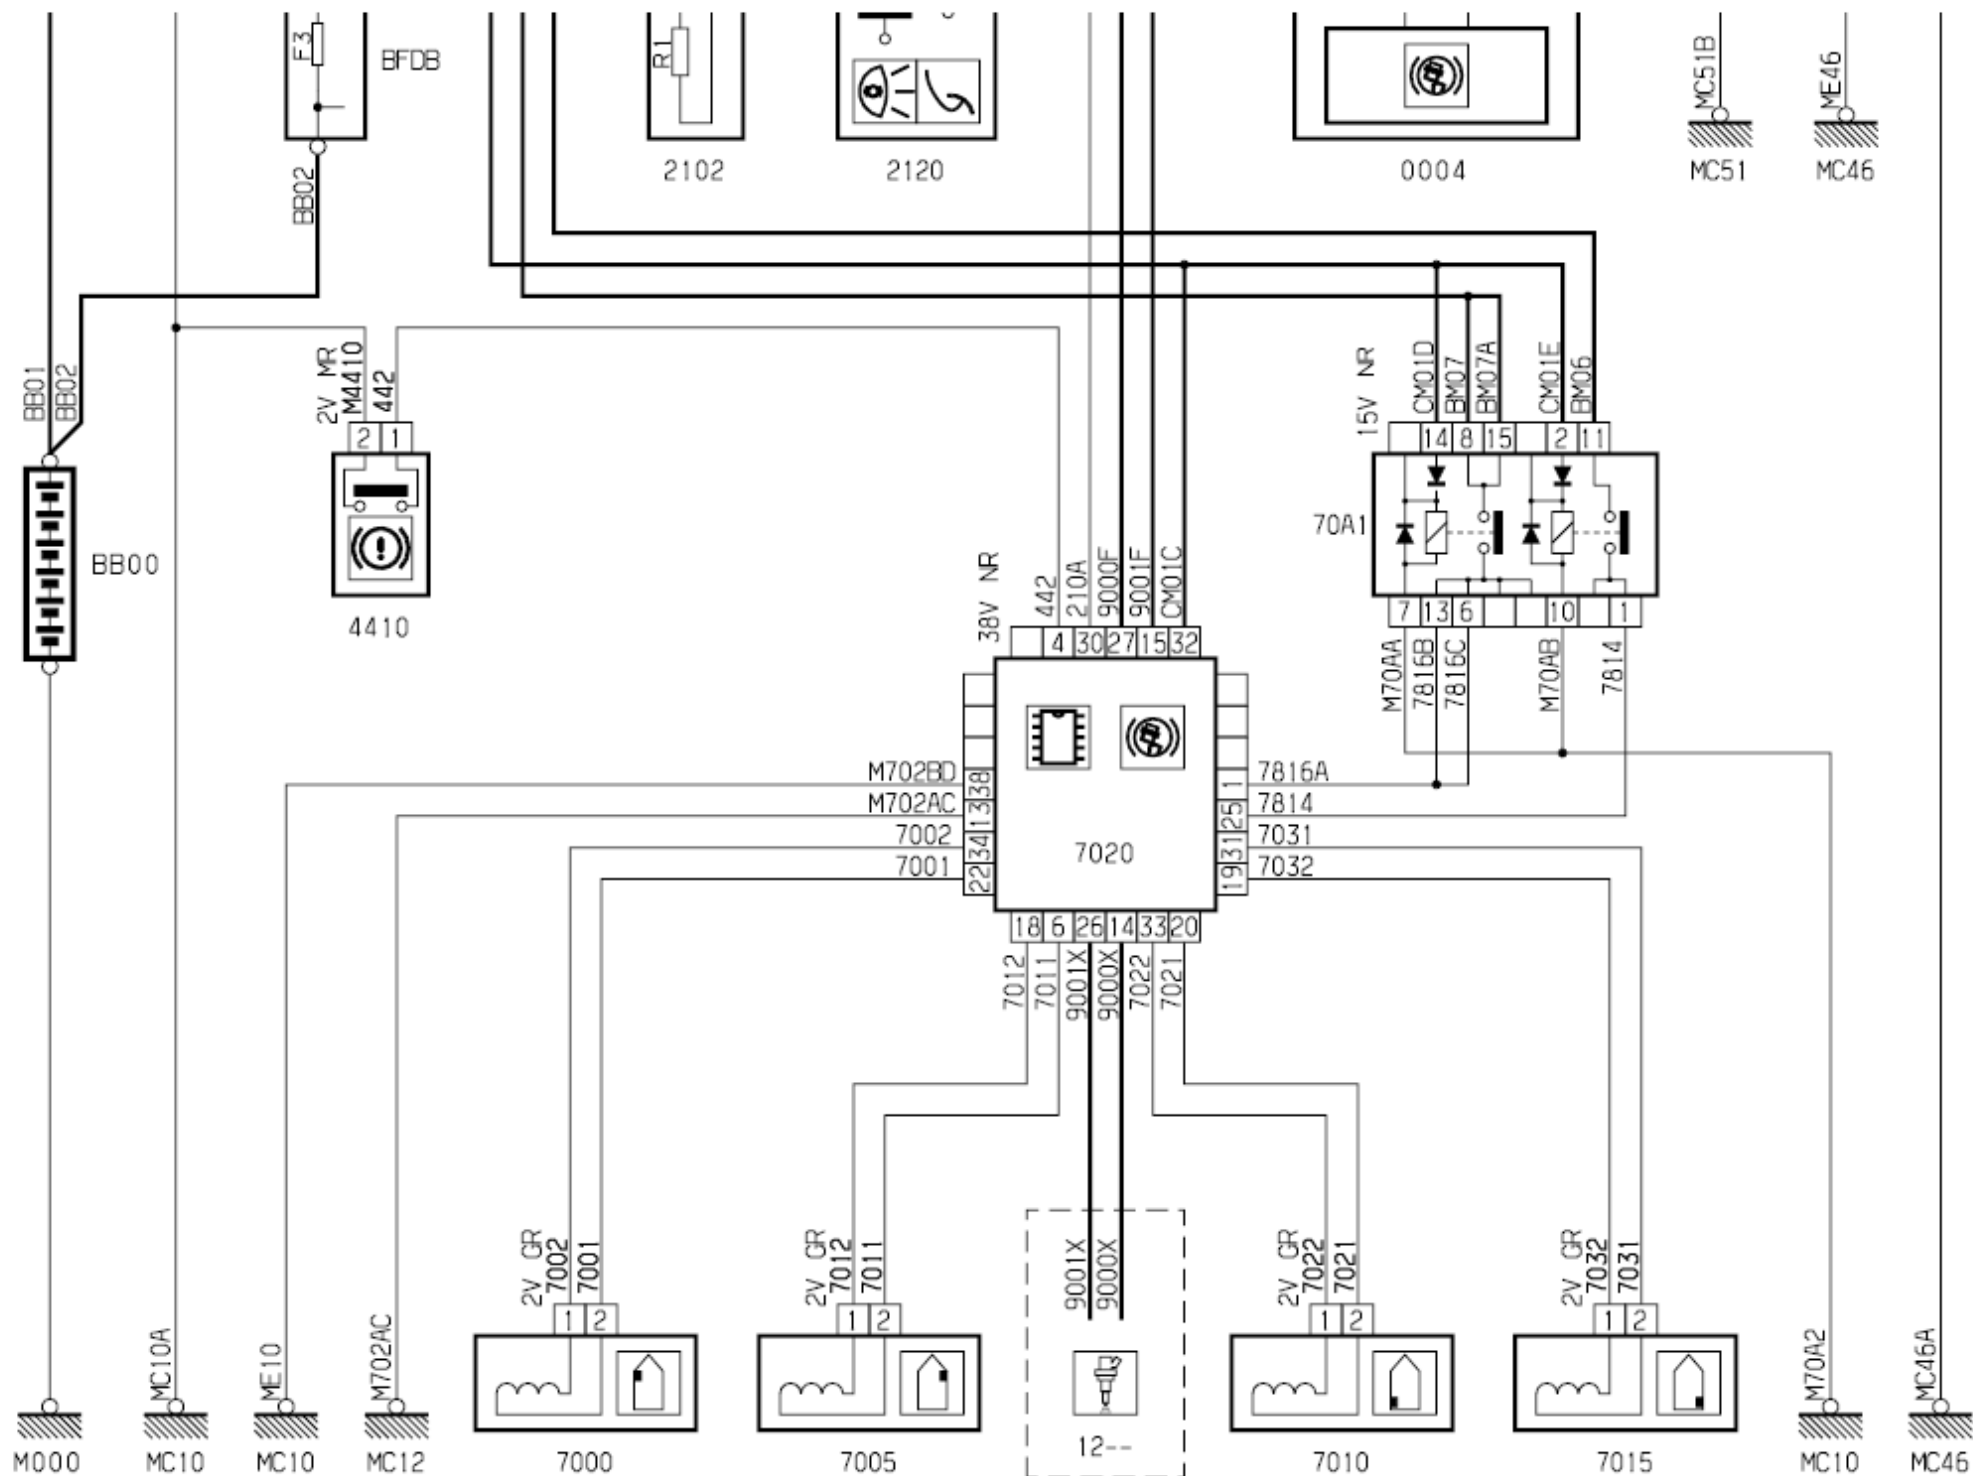 F3
BFDB
R1
MC51B
ME46
2102
2120
0004
MC51
MC46
BB02
BB01
BB02
2V MR
M4410
442
2 1
15V NR
CM01D
BM07
BM07A
CM01E
BM06
14 8 15 2 11
BB00
70A1
4410
38V NR
442
210A
9000F
9001F
CM01C
7 13 6 10 1
4 30 27 15 32
M70AA
7816B
7816C
M70AB
7814
M702BD 38
M702AC 13
7002 34
7001 22
7020
1 7816A
25 7814
31 7031
19 7032
18 6 26 14 33 20
7012
7011
9001X
9000X
7022
7021
2V GR
7002
7001
2V GR
7012
7011
9001X
9000X
2V GR
7022
7021
2V GR
7032
7031
1 2
1 2
1 2
1 2
MC10A
ME10
M702AC
M70A2
MC46A
12--
M000
MC10
MC10
MC12
7000
7005
7010
7015
MC10
MC46